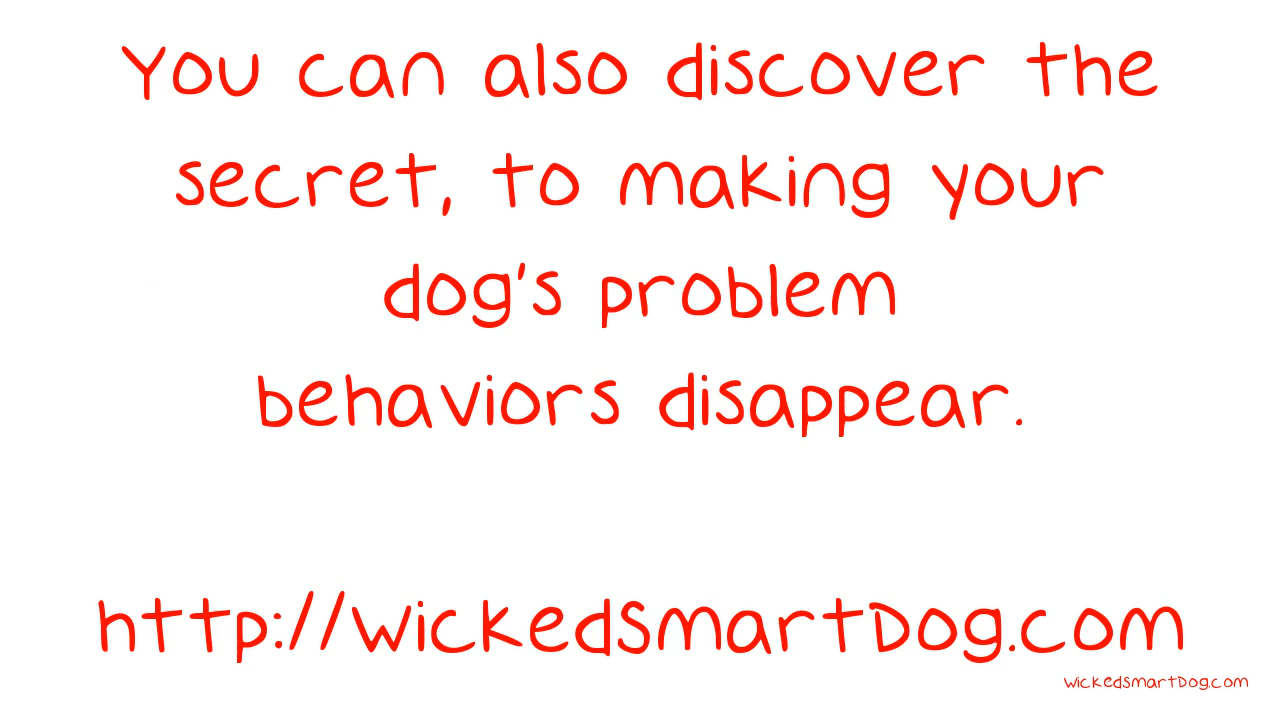 You can also discover the
secret, to making your
dog's problem
behaviors disappear.
http://WickedSmartDog.com
WickedSmartDog.com